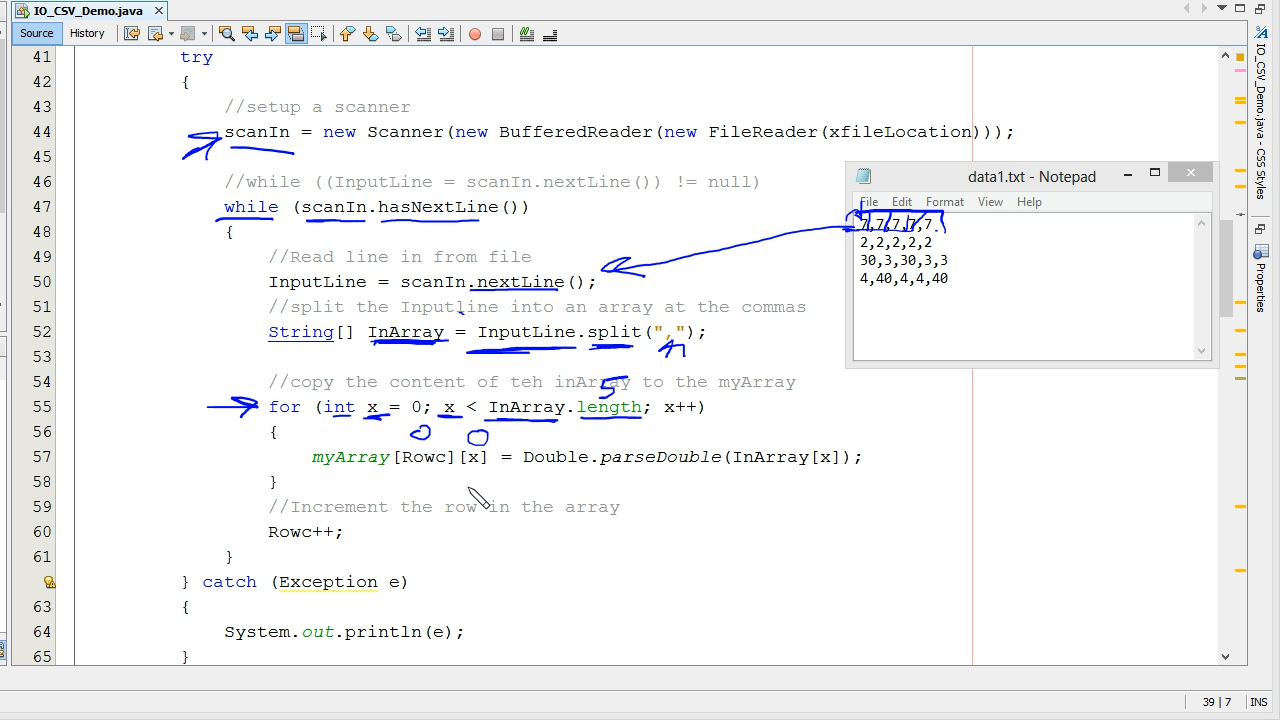 IO_CSV_Demo.java
Source History
41 try
42 {
43 //setup a scanner
44 scanIn = new Scanner(new BufferedReader(new FileReader(xfileLocation)));
45
46 //while ((InputLine = scanIn.nextLine()) != null)
47 while (scanIn.hasNextLine())
48 {
49 //Read line in from file
50 InputLine = scanIn.nextLine();
51 //split the Inputline into an array at the commas
52 String[] InArray = InputLine.split(",");
53
54 //copy the content of teh inArray to the myArray
5
55 for (int x = 0; x < InArray.length; x++)
56 {
0 0
57 myArray[Rowc][x] = Double.parseDouble(InArray[x]);
58 }
59 //Increment the row in the array
60 Rowc++;
61 }
} catch (Exception e)
63 {
64 System.out.println(e);
65 }
data1.txt - Notepad
File Edit Format View Help
7,7,7,7,7
2,2,2,2,2
30,3,30,3,3
4,40,4,4,40
IO_CSV_Demo.java - CSS Styles
Properties
39 | 7 INS